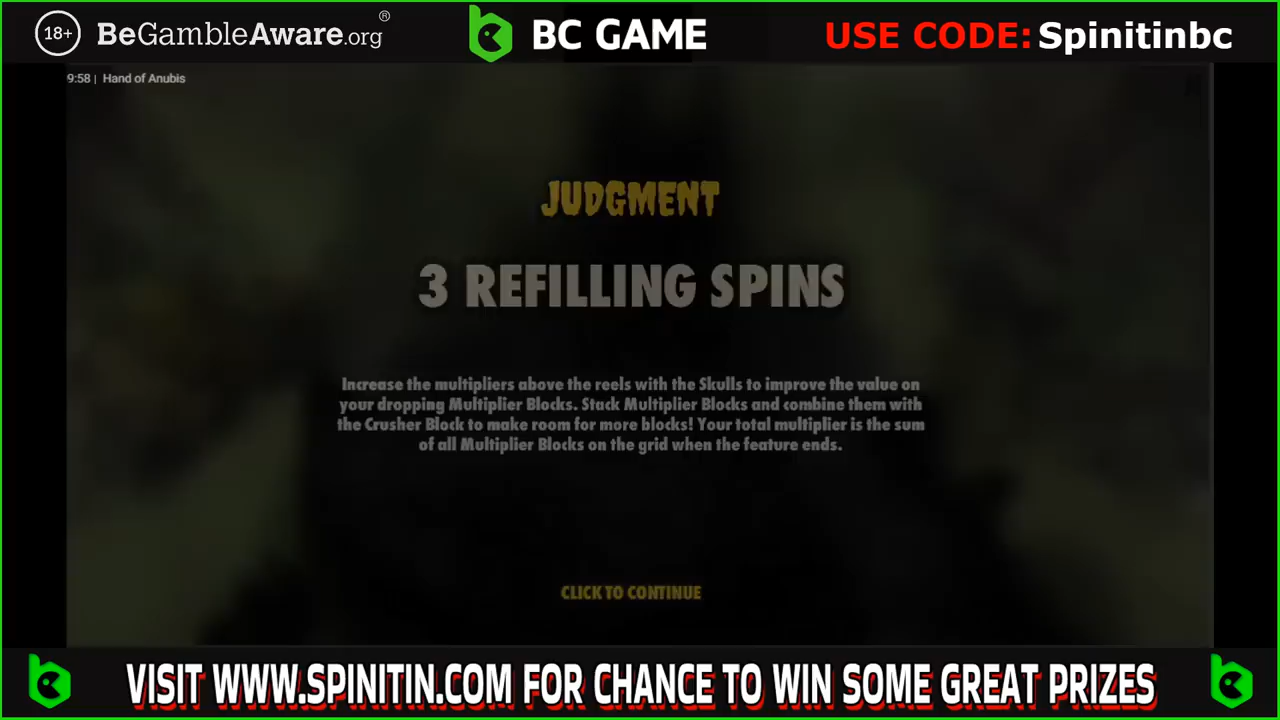 18+ BeGambleAware.org® BC GAME USE CODE: Spinitinbc
9:58 | Hand of Anubis
JUDGMENT
3 REFILLING SPINS
Increase the multipliers above the reels with the Skulls to improve the value on
your dropping Multiplier Blocks. Stack Multiplier Blocks and combine them with
the Crusher Block to make room for more blocks! Your total multiplier is the sum
of all Multiplier Blocks on the grid when the feature ends.
CLICK TO CONTINUE
VISIT WWW.SPINITIN.COM FOR CHANCE TO WIN SOME GREAT PRIZES